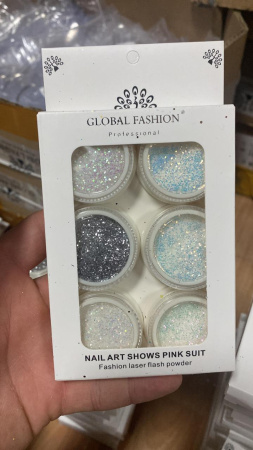 GLOBAL FASHION®
Professional
NAIL ART SHOWS PINK SUIT
Fashion laser flash powder